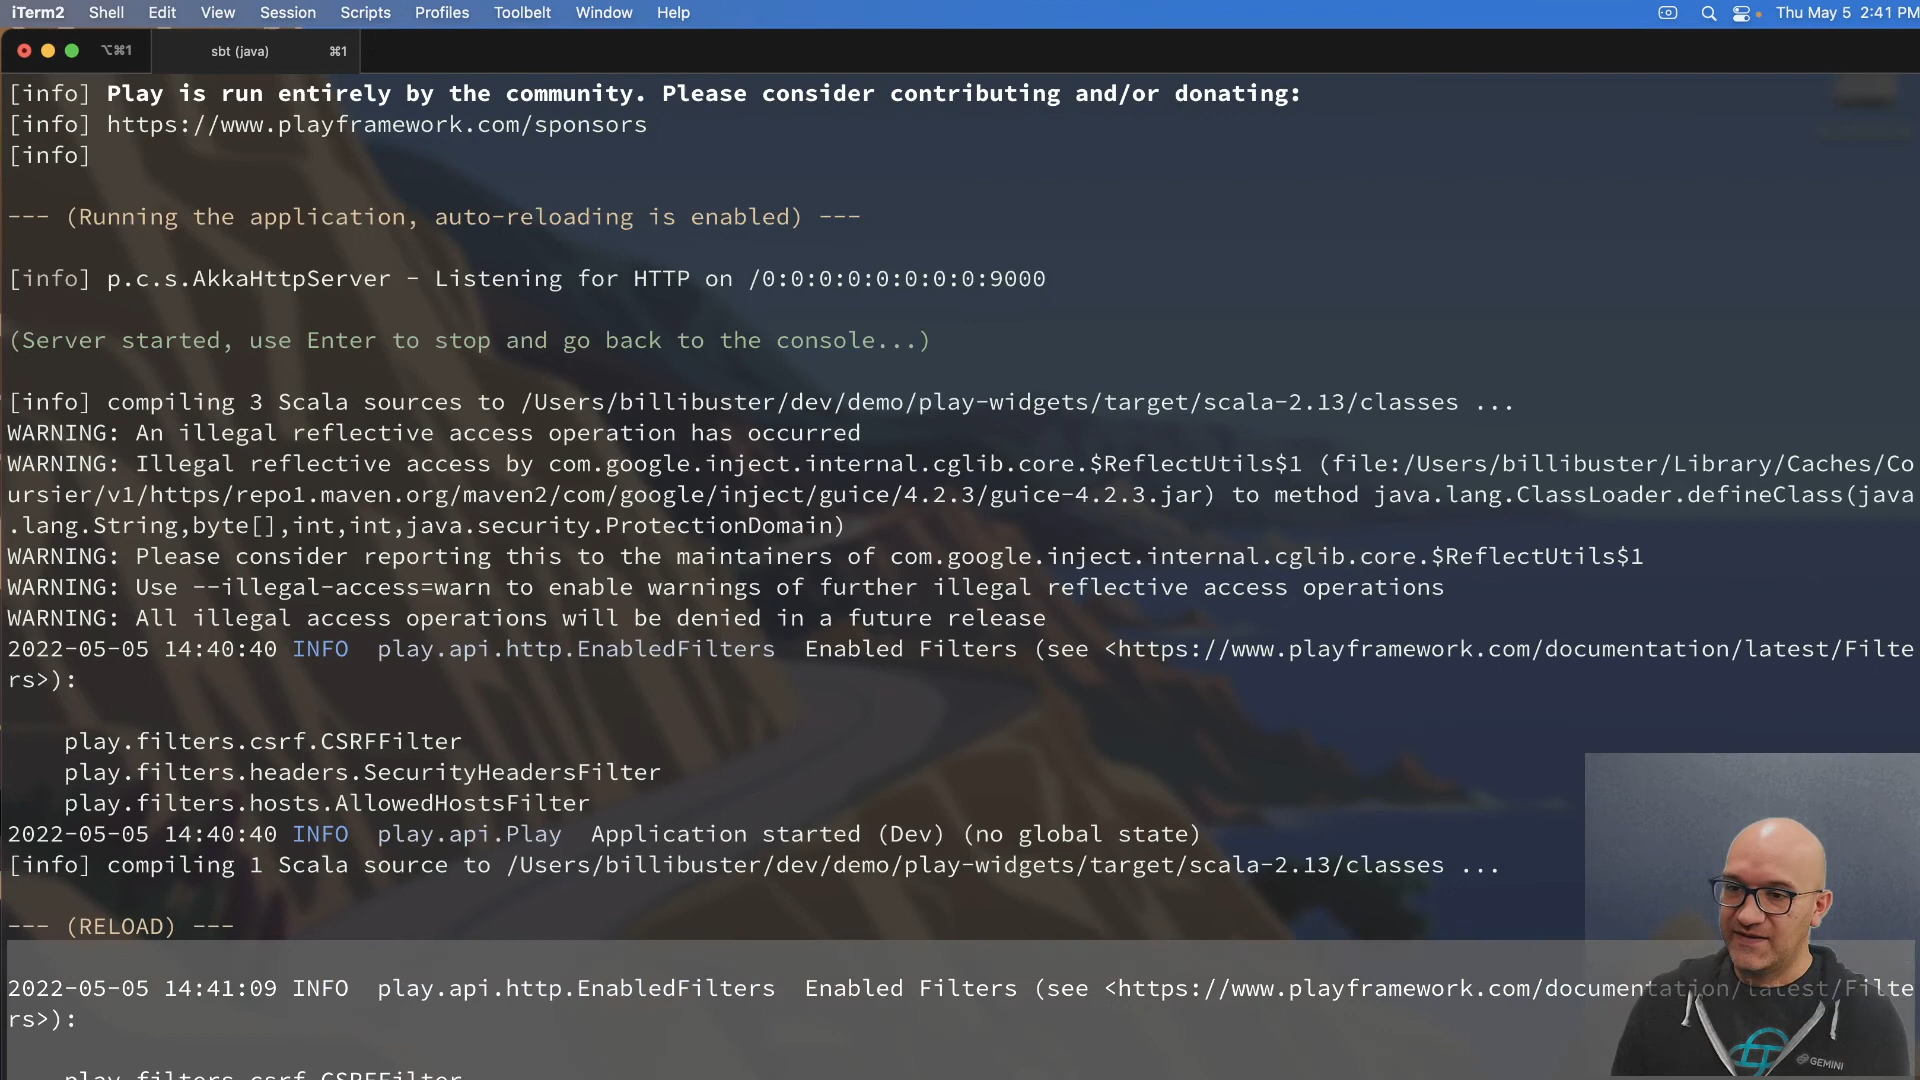 iTerm2 Shell Edit View Session Scripts Profiles Toolbelt Window Help Thu May 5 2:41 PM
⌥⌘1 sbt (java) ⌘1
[info] Play is run entirely by the community. Please consider contributing and/or donating:
[info] https://www.playframework.com/sponsors
[info]
--- (Running the application, auto-reloading is enabled) ---
[info] p.c.s.AkkaHttpServer - Listening for HTTP on /0:0:0:0:0:0:0:0:9000
(Server started, use Enter to stop and go back to the console...)
[info] compiling 3 Scala sources to /Users/billibuster/dev/demo/play-widgets/target/scala-2.13/classes ...
WARNING: An illegal reflective access operation has occurred
WARNING: Illegal reflective access by com.google.inject.internal.cglib.core.$ReflectUtils$1 (file:/Users/billibuster/Library/Caches/Co
ursier/v1/https/repo1.maven.org/maven2/com/google/inject/guice/4.2.3/guice-4.2.3.jar) to method java.lang.ClassLoader.defineClass(java
.lang.String,byte[],int,int,java.security.ProtectionDomain)
WARNING: Please consider reporting this to the maintainers of com.google.inject.internal.cglib.core.$ReflectUtils$1
WARNING: Use --illegal-access=warn to enable warnings of further illegal reflective access operations
WARNING: All illegal access operations will be denied in a future release
2022-05-05 14:40:40 INFO  play.api.http.EnabledFilters  Enabled Filters (see <https://www.playframework.com/documentation/latest/Filte
rs>):
play.filters.csrf.CSRFFilter
play.filters.headers.SecurityHeadersFilter
play.filters.hosts.AllowedHostsFilter
2022-05-05 14:40:40 INFO  play.api.Play  Application started (Dev) (no global state)
[info] compiling 1 Scala source to /Users/billibuster/dev/demo/play-widgets/target/scala-2.13/classes ...
--- (RELOAD) ---
2022-05-05 14:41:09 INFO  play.api.http.EnabledFilters  Enabled Filters (see <https://www.playframework.com/documentation/latest/Filte
rs>):
play.filters.csrf.CSRFFilter
GEMINI